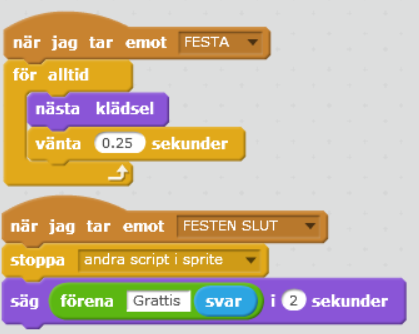 när jag tar emot FESTA
för alltid
nästa klädsel
vänta 0.25 sekunder
när jag tar emot FESTEN SLUT
stoppa andra script i sprite
säg förena Grattis svar i 2 sekunder